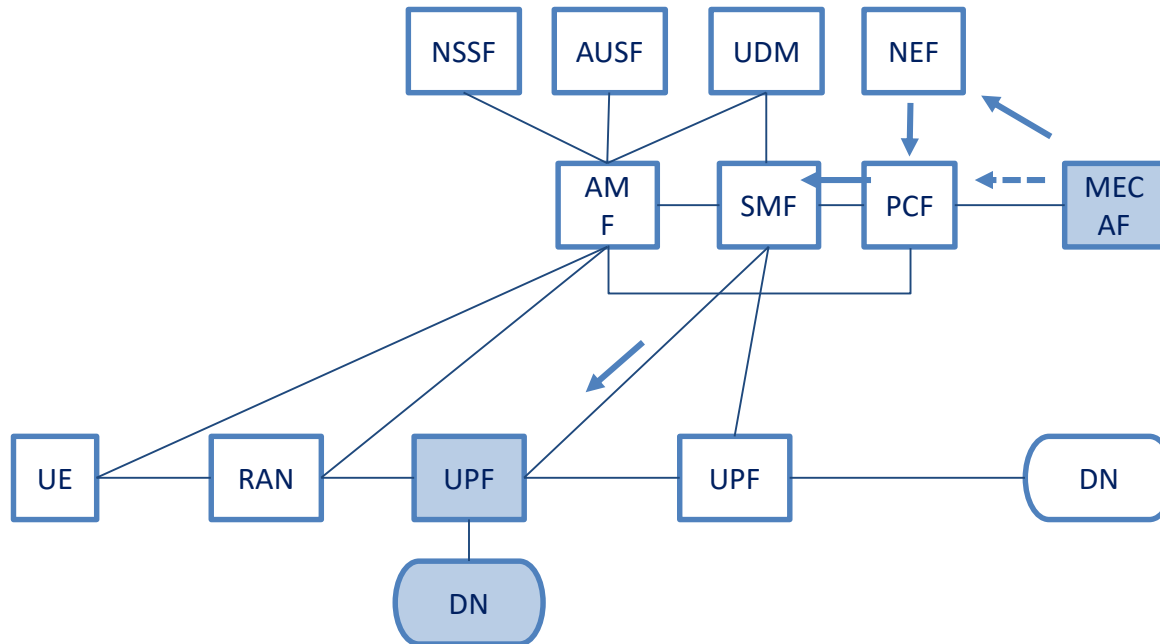 NSSF
AUSF
UDM
NEF
AM
F
SMF
PCF
MEC
AF
UE
RAN
UPF
UPF
DN
DN